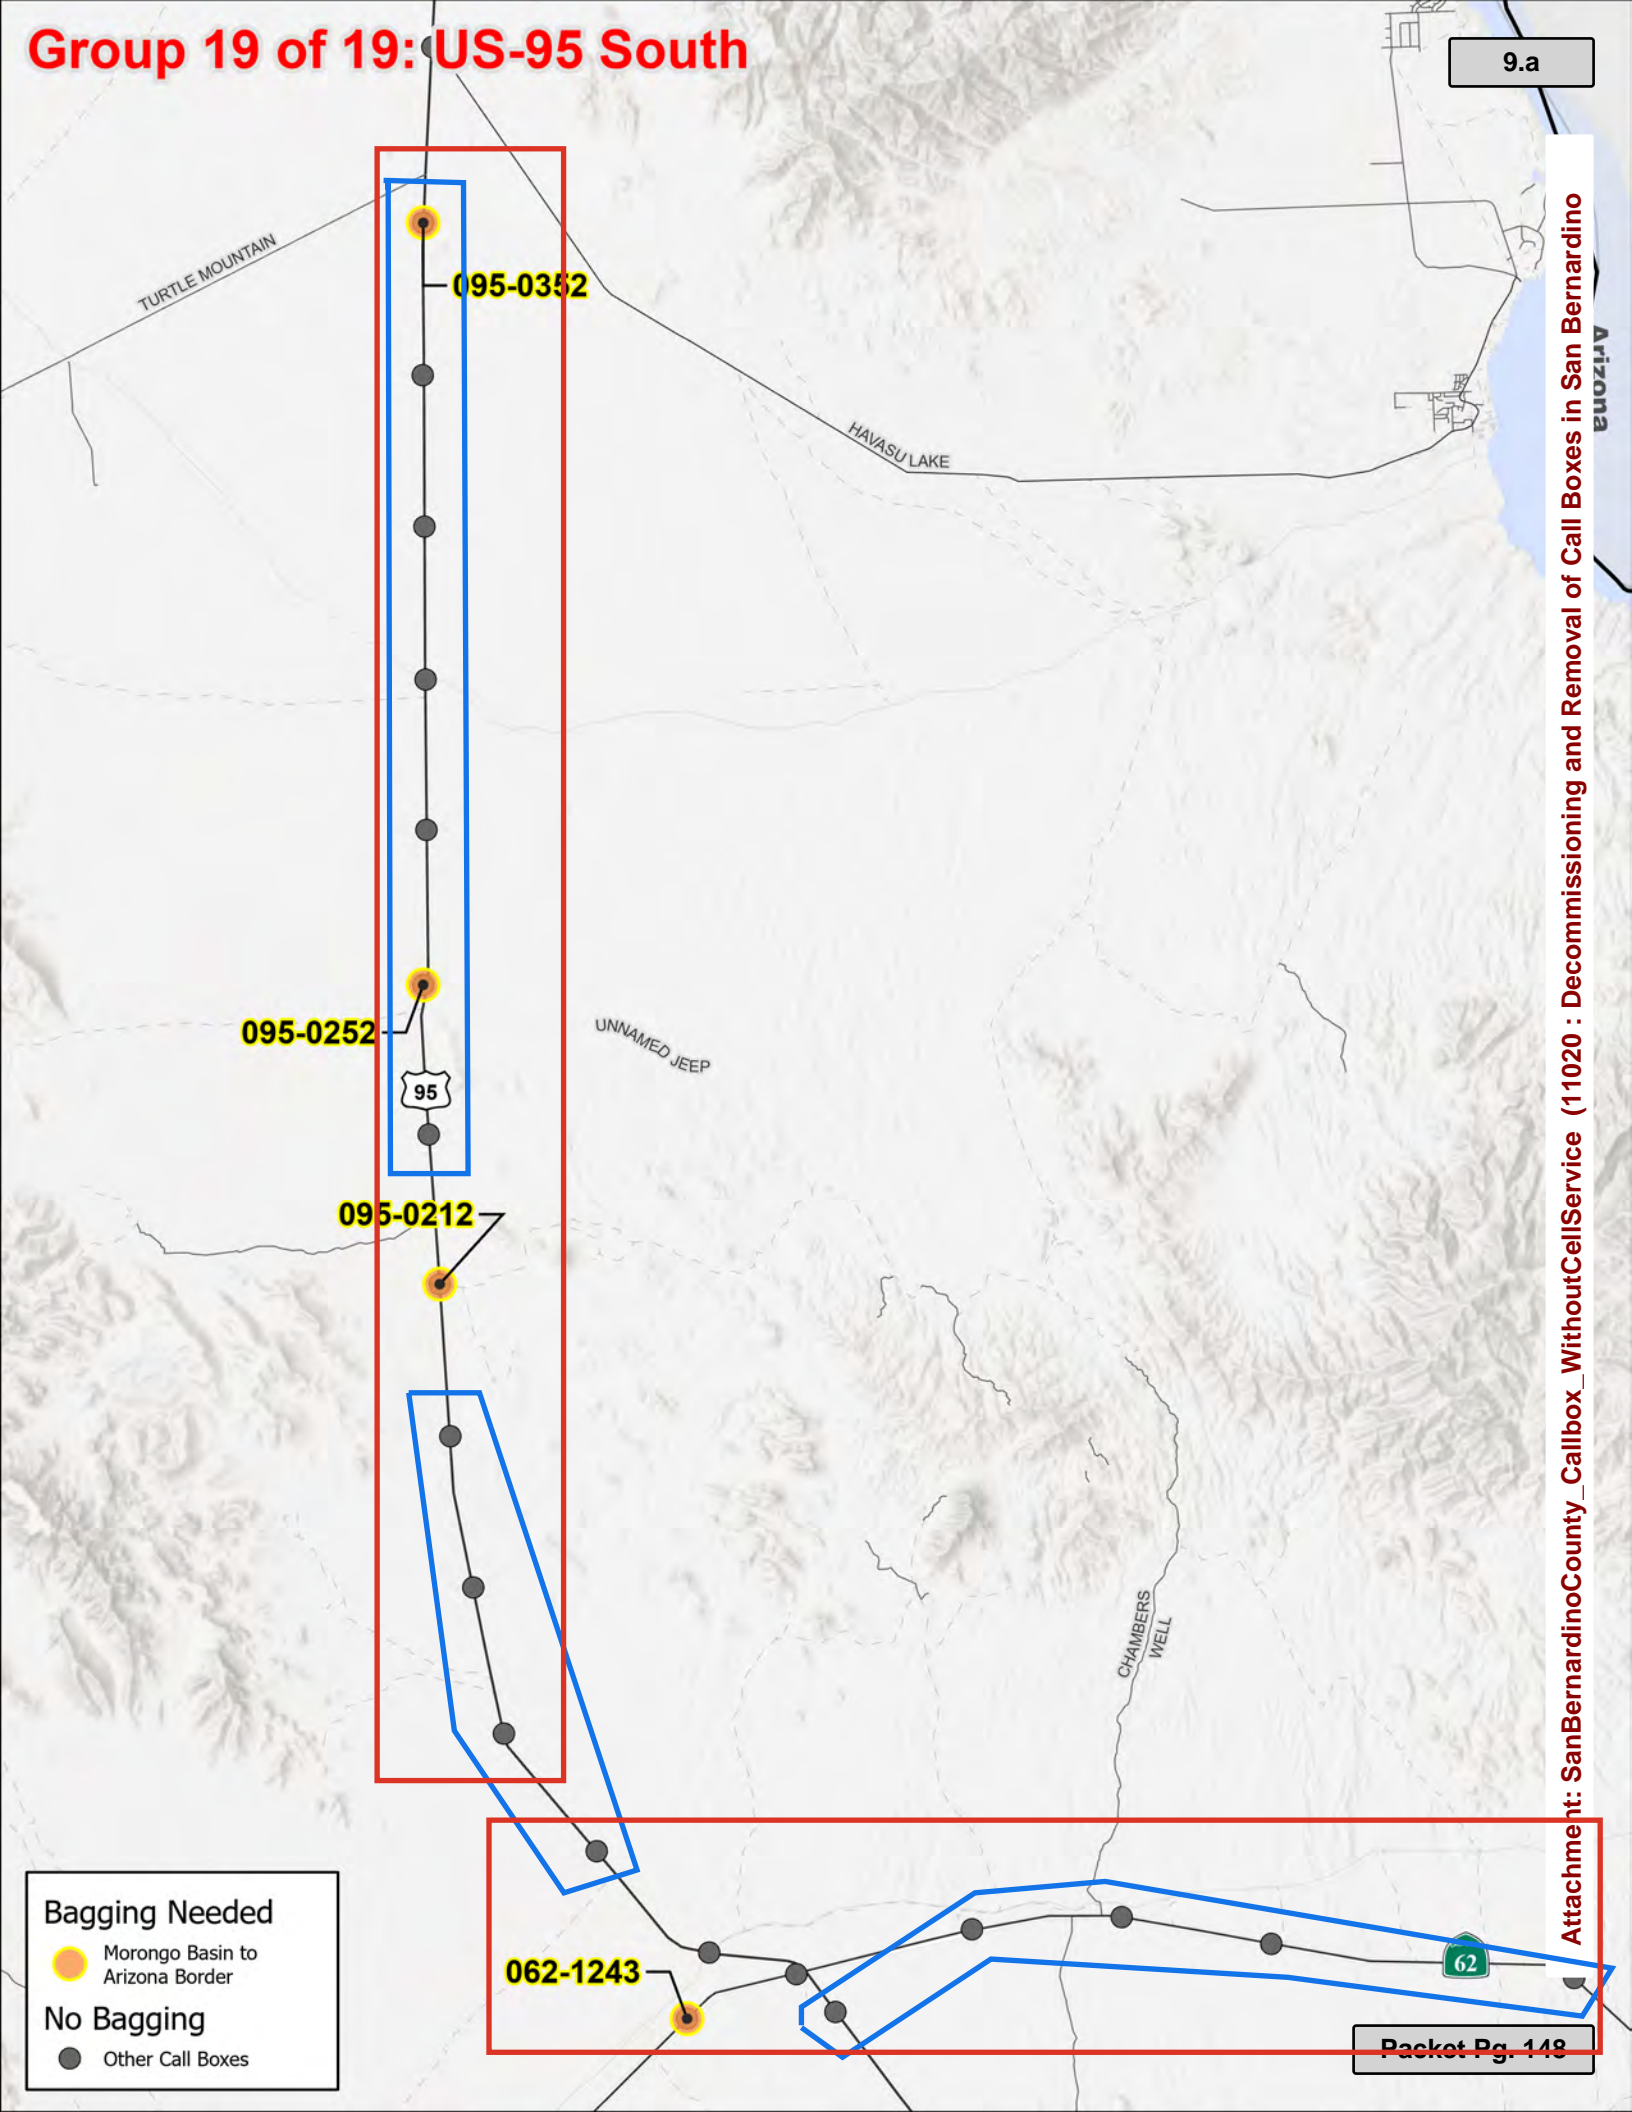 Group 19 of 19: US-95 South
9.a
TURTLE MOUNTAIN
095-0352
Arizona
HAVASU LAKE
Attachment: SanBernardinoCounty_Callbox_WithoutCellService (11020 : Decommissioning and Removal of Call Boxes in San Bernardino
095-0252
UNNAMED JEEP
95
095-0212
CHAMBERS
WELL
Bagging Needed
Morongo Basin to
Arizona Border
No Bagging
Other Call Boxes
062-1243
62
Packet Pg. 148